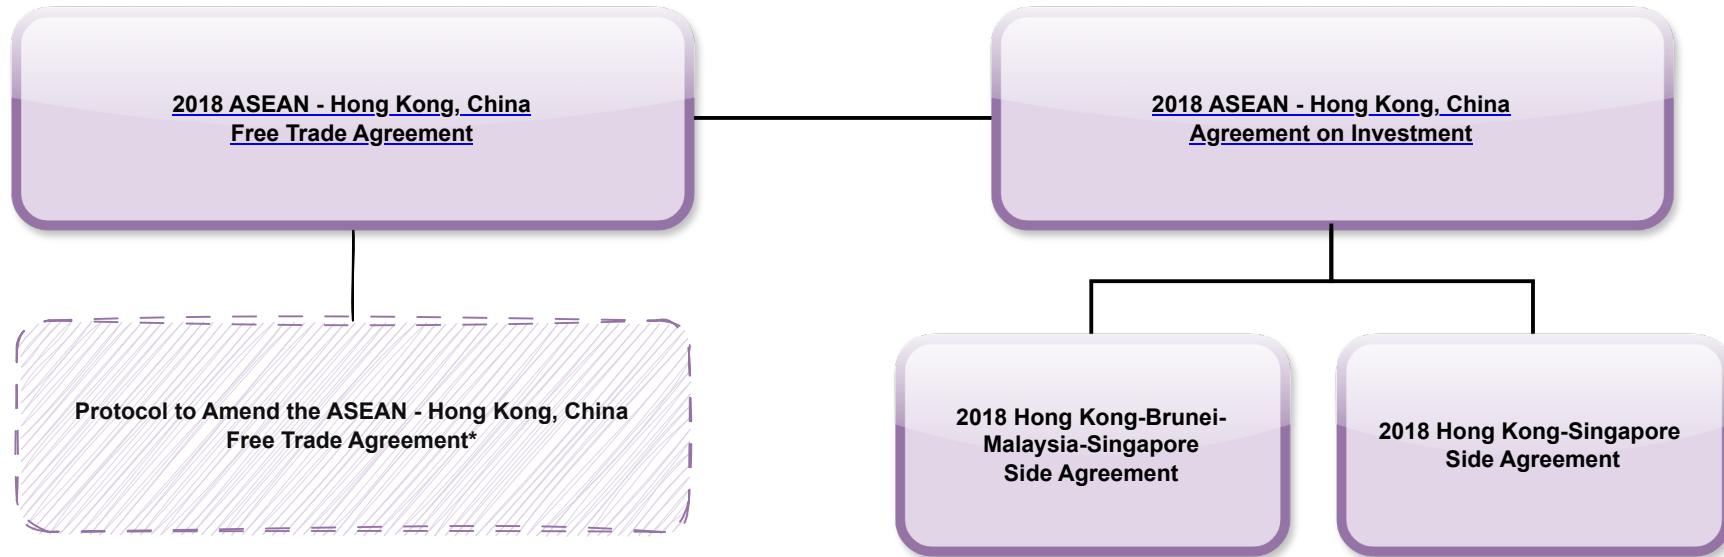 2018 ASEAN - Hong Kong, China
Free Trade Agreement
2018 ASEAN - Hong Kong, China
Agreement on Investment
Protocol to Amend the ASEAN - Hong Kong, China
Free Trade Agreement*
2018 Hong Kong-Brunei-
Malaysia-Singapore
Side Agreement
2018 Hong Kong-Singapore
Side Agreement